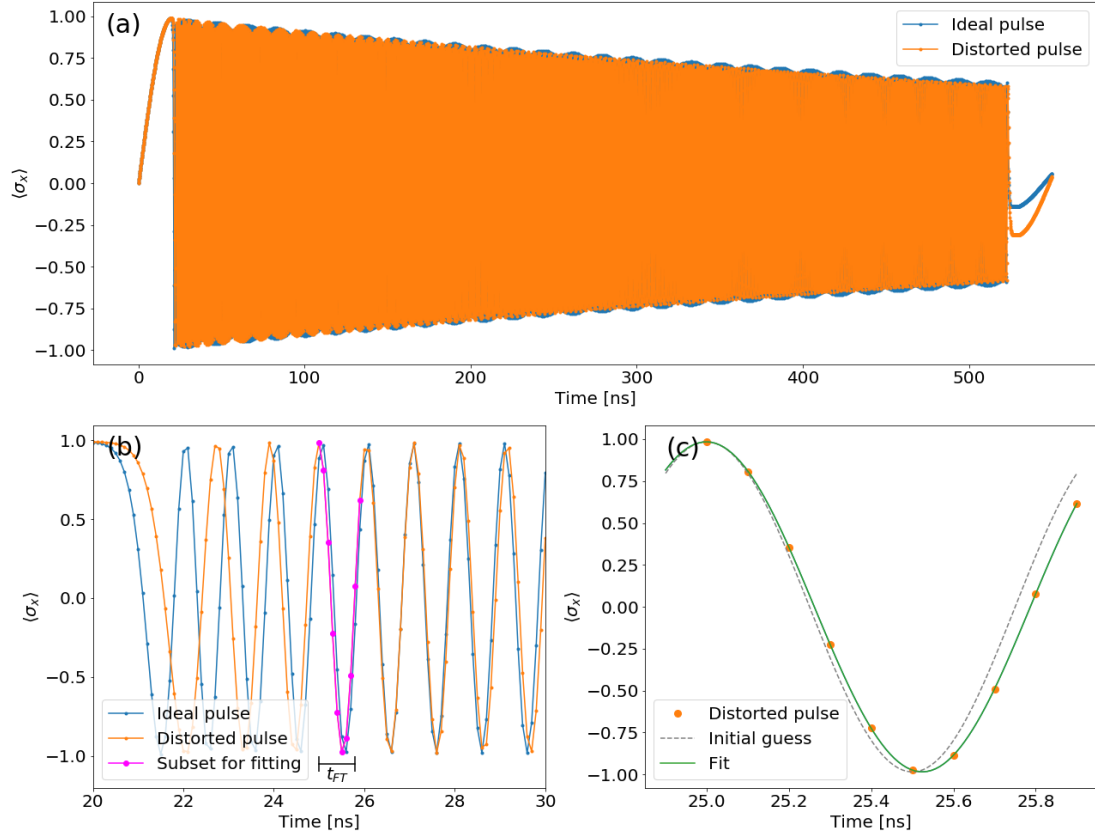 (a)
Ideal pulse
Distorted pulse
1.00
0.75
0.50
0.25
0.00
−0.25
−0.50
−0.75
−1.00
⟨σx⟩
0 100 200 300 400 500
Time [ns]
(b)
1.0
0.5
0.0
−0.5
−1.0
⟨σx⟩
Ideal pulse
Distorted pulse
Subset for fitting
tFT
20 22 24 26 28 30
Time [ns]
(c)
1.00
0.75
0.50
0.25
0.00
−0.25
−0.50
−0.75
−1.00
⟨σx⟩
Distorted pulse
Initial guess
Fit
25.0 25.2 25.4 25.6 25.8
Time [ns]